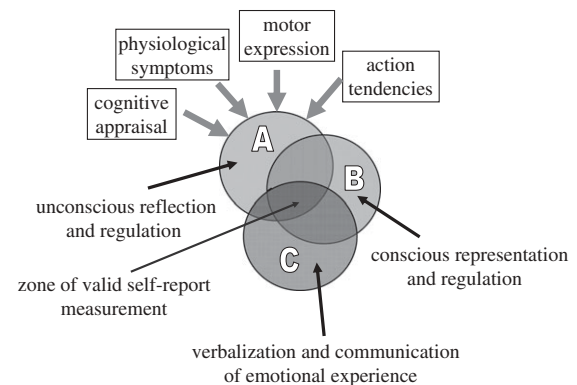 motor
expression
physiological
symptoms
action
tendencies
cognitive
appraisal
A
B
unconscious reflection
and regulation
C
conscious representation
and regulation
zone of valid self-report
measurement
verbalization and communication
of emotional experience